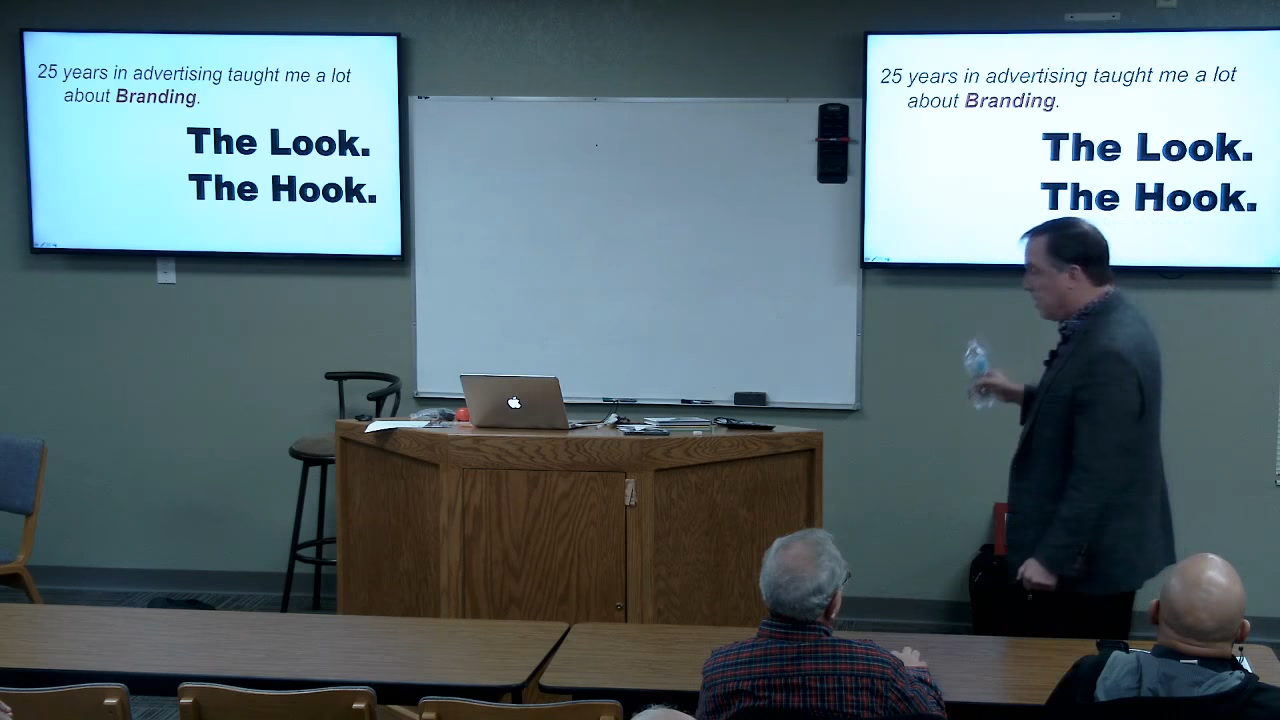 25 years in advertising taught me a lot
about Branding.
The Look.
The Hook.
25 years in advertising taught me a lot
about Branding.
The Look.
The Hook.